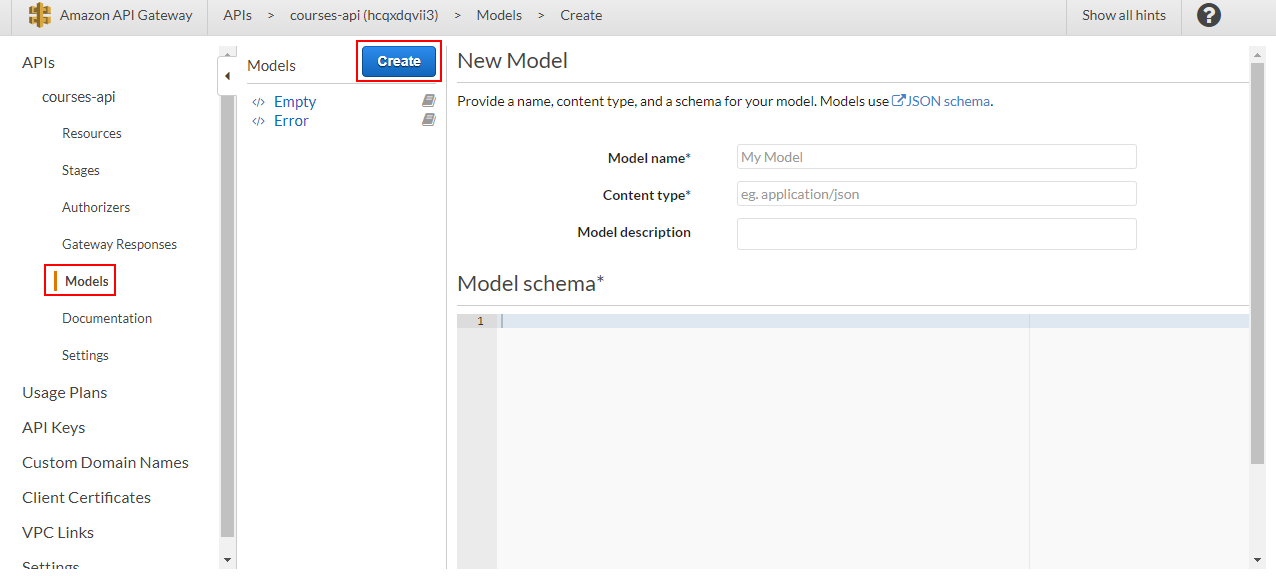 Amazon API Gateway APIs > courses-api (hcqxdqvii3) > Models > Create Show all hints ?
APIs
courses-api
Resources
Stages
Authorizers
Gateway Responses
Models
Documentation
Settings
Usage Plans
API Keys
Custom Domain Names
Client Certificates
VPC Links
Settings
Models Create
</> Empty
</> Error
New Model
Provide a name, content type, and a schema for your model. Models use JSON schema.
Model name* My Model
Content type* eg. application/json
Model description
Model schema*
1